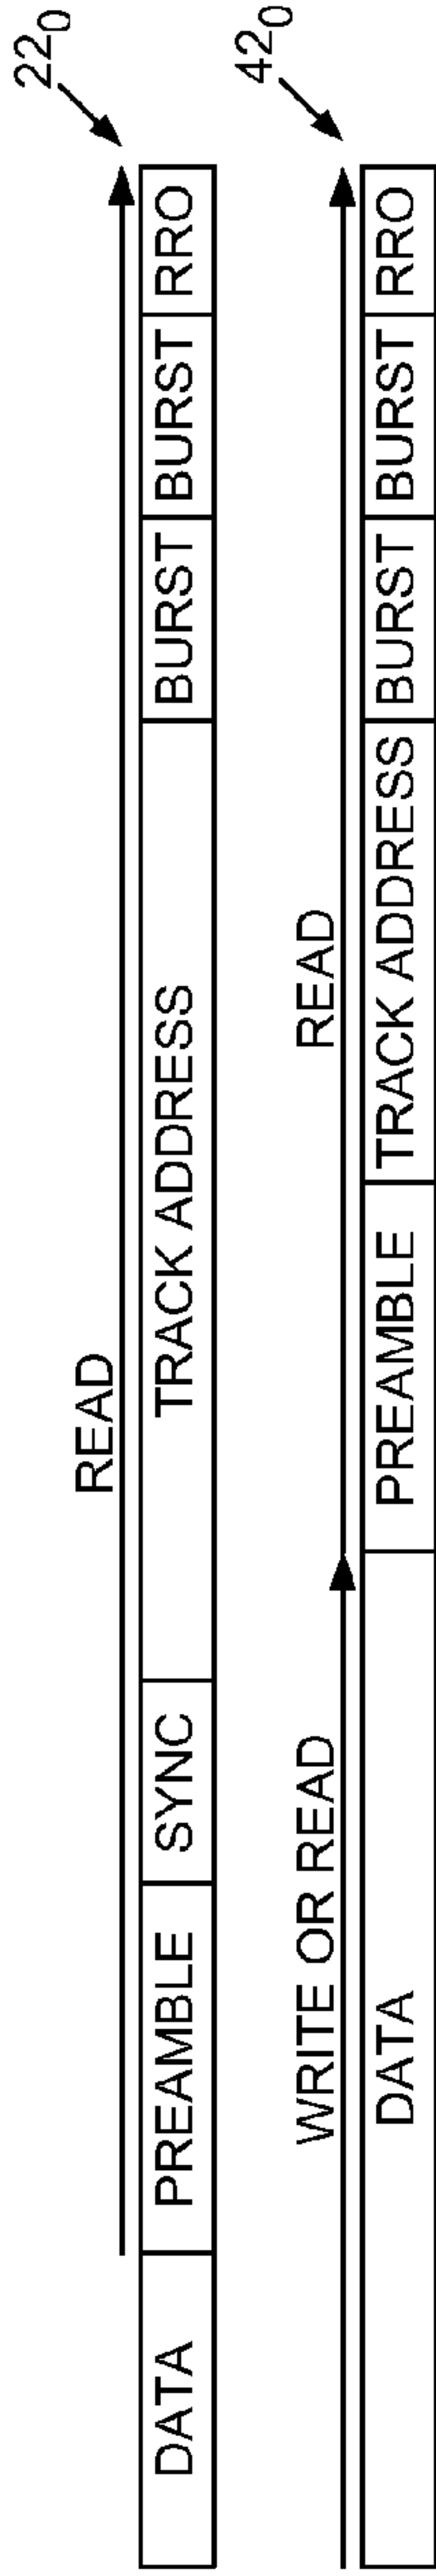 22₀
READ
DATA PREAMBLE SYNC TRACK ADDRESS BURST BURST RRO
42₀
WRITE OR READ READ
DATA PREAMBLE TRACK ADDRESS BURST BURST RRO